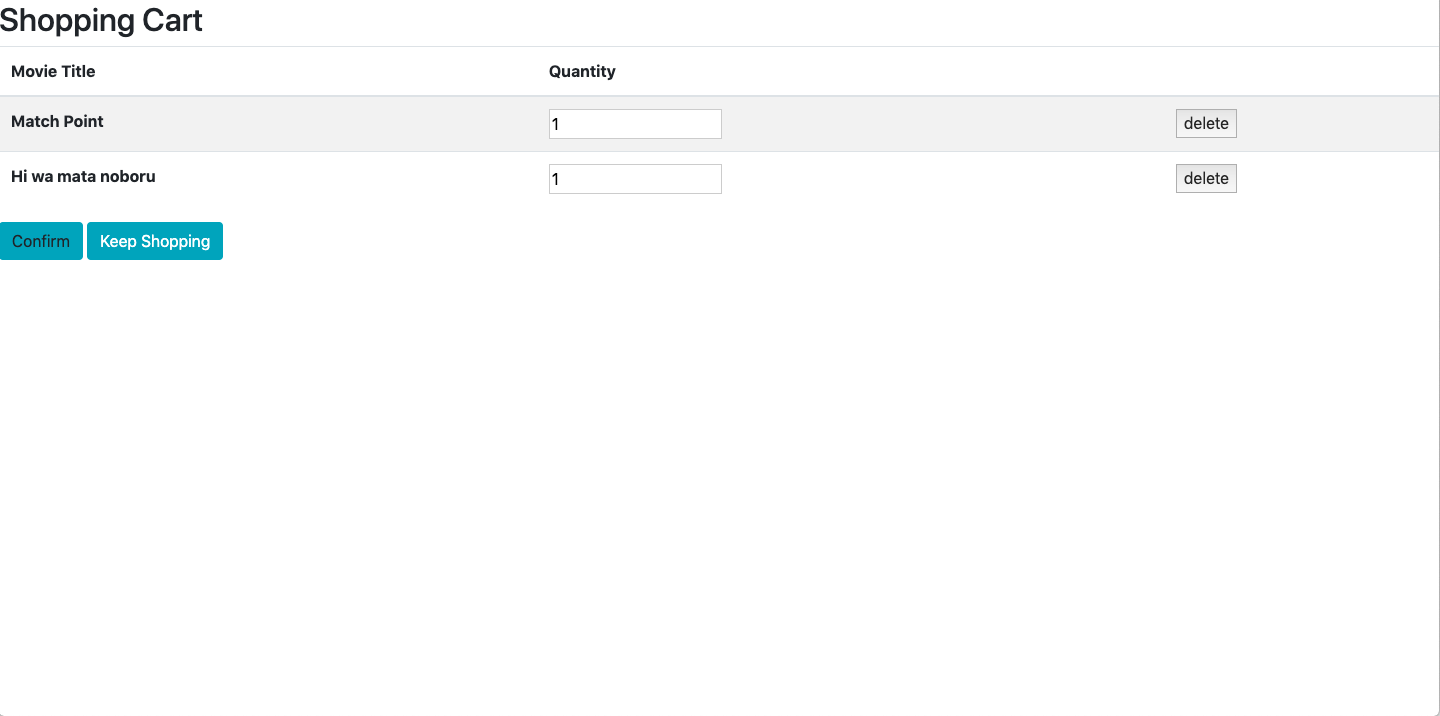 Shopping Cart
Movie Title Quantity
Match Point 1 delete
Hi wa mata noboru 1 delete
Confirm Keep Shopping